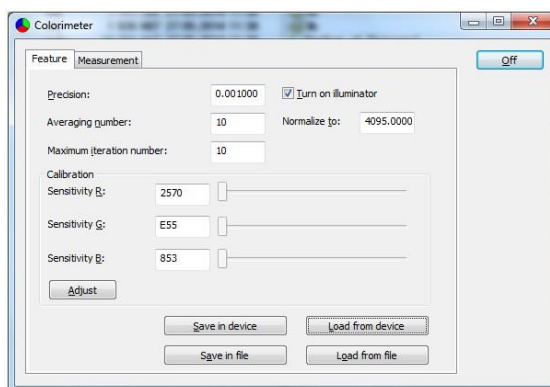 Colorimeter
Feature
Measurement
Off
Precision: 0.001000
Turn on illuminator
Averaging number: 10
Normalize to: 4095.0000
Maximum iteration number: 10
Calibration
Sensitivity R: 2570
Sensitivity G: E55
Sensitivity B: 853
Adjust
Save in device
Load from device
Save in file
Load from file